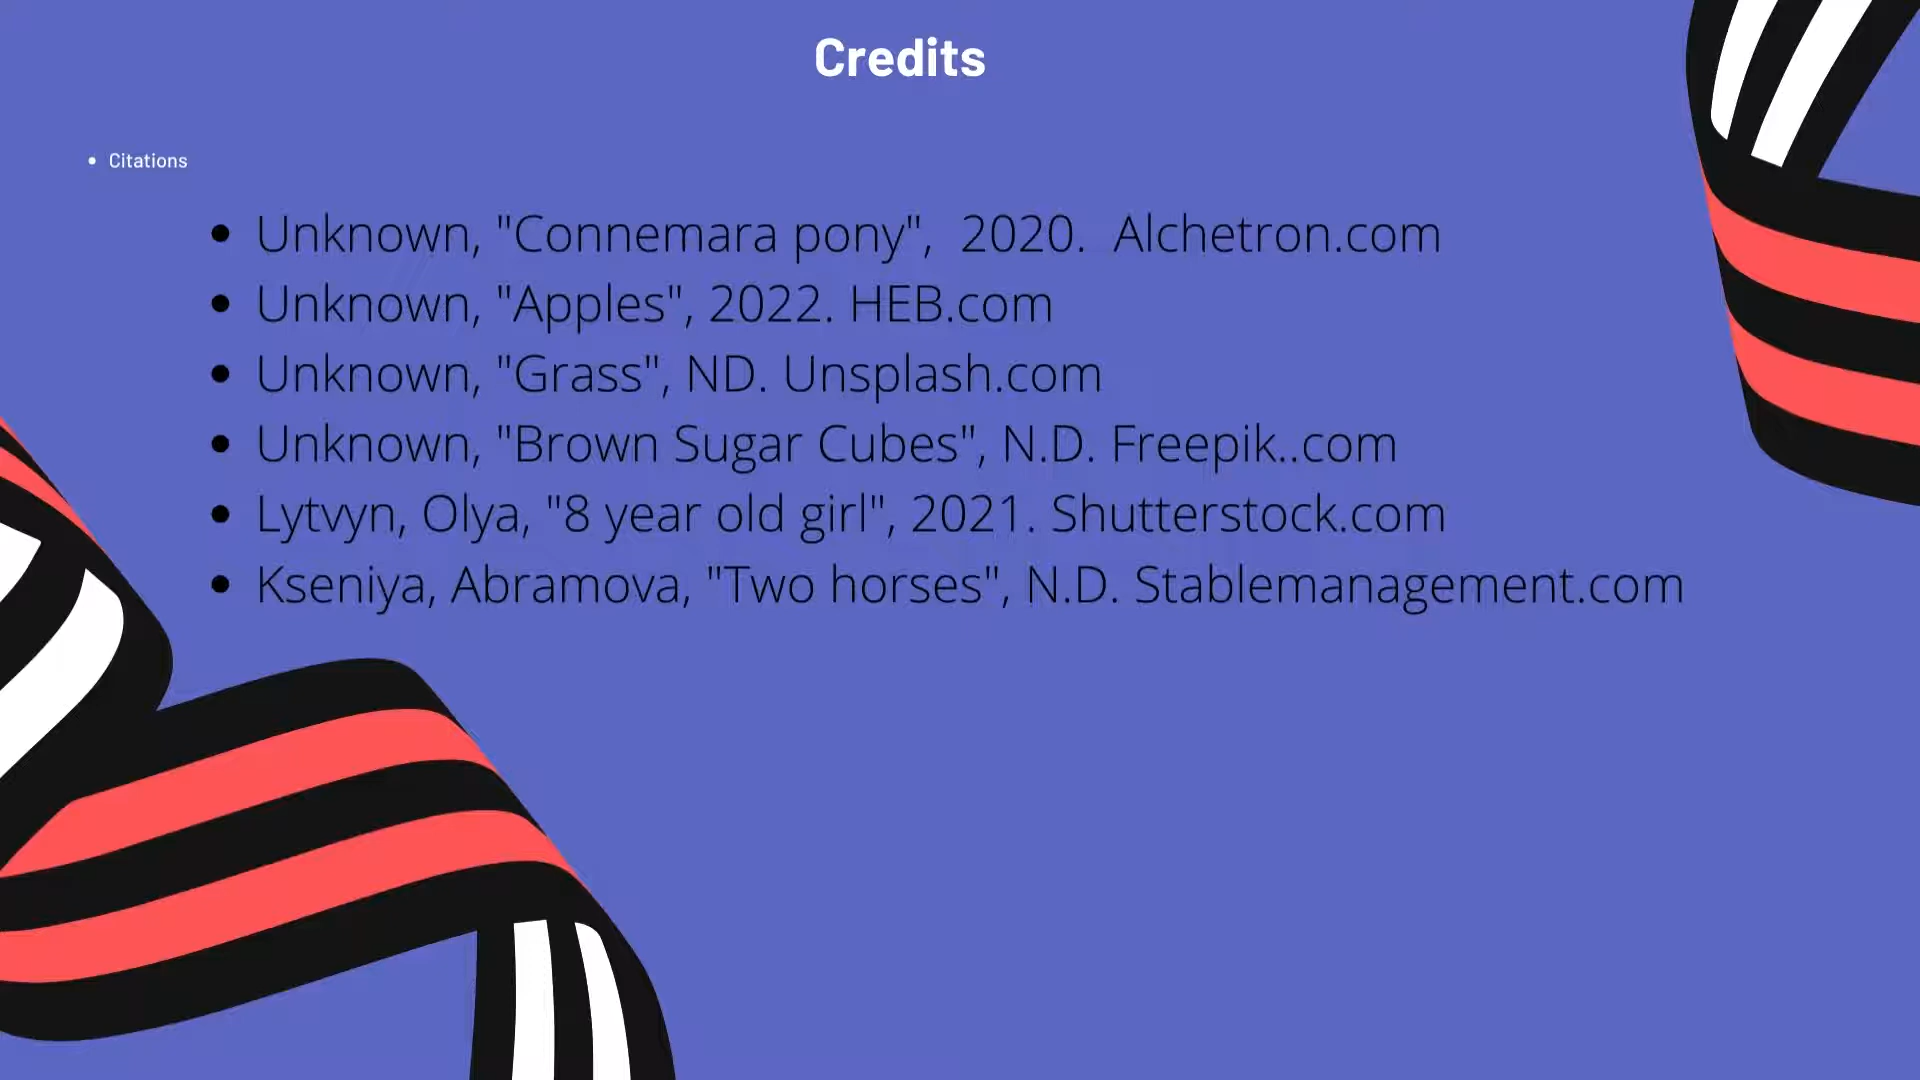 Credits
• Citations
• Unknown, "Connemara pony",  2020.  Alchetron.com
• Unknown, "Apples", 2022. HEB.com
• Unknown, "Grass", ND. Unsplash.com
• Unknown, "Brown Sugar Cubes", N.D. Freepik..com
• Lytvyn, Olya, "8 year old girl", 2021. Shutterstock.com
• Kseniya, Abramova, "Two horses", N.D. Stablemanagement.com